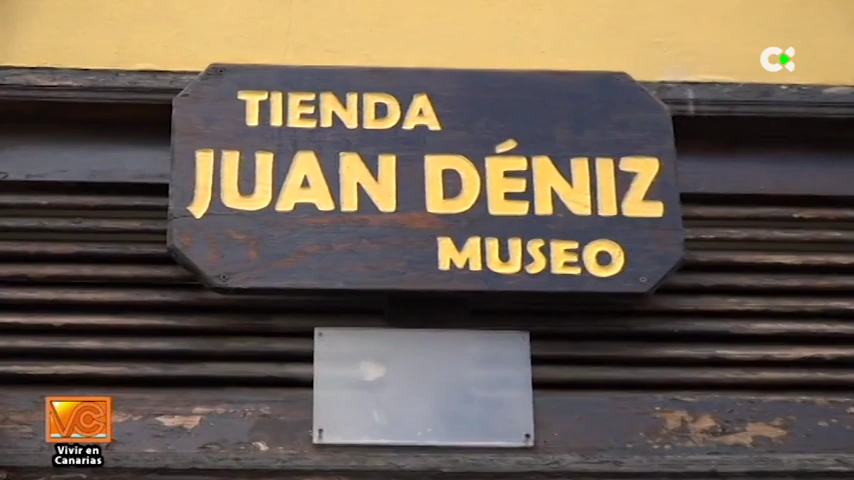 TIENDA
JUAN DÉNIZ
MUSEO
VC
Vivir en
Canarias